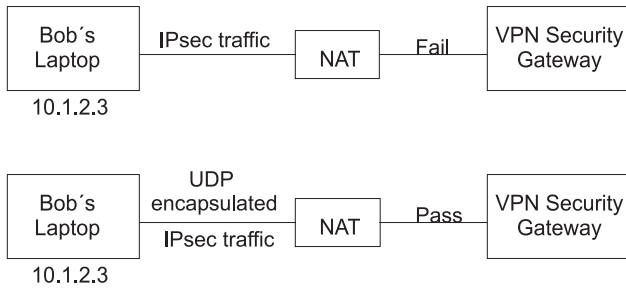 Bob´s
Laptop
IPsec traffic
NAT
Fail
VPN Security
Gateway
10.1.2.3
Bob´s
Laptop
UDP
encapsulated
IPsec traffic
NAT
Pass
VPN Security
Gateway
10.1.2.3